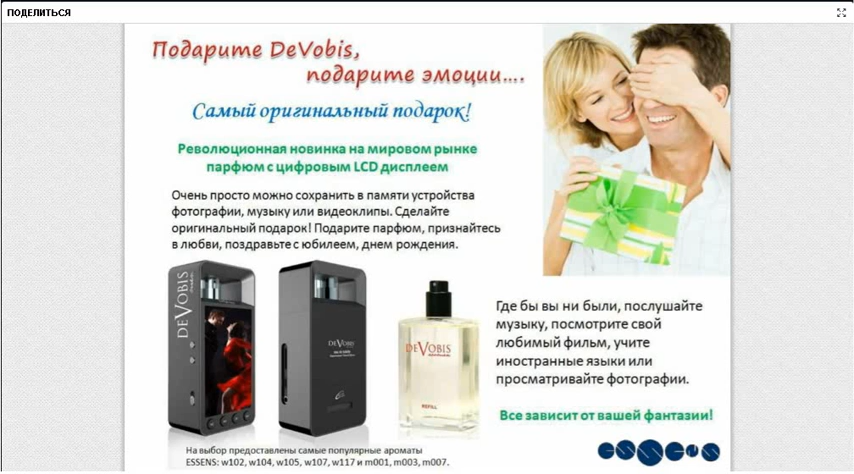 ПОДЕЛИТЬСЯ
Подарите DeVobis,
подарите эмоции....
Самый оригинальный подарок!
Революционная новинка на мировом рынке
парфюм с цифровым LCD дисплеем
Очень просто можно сохранить в памяти устройства
фотографии, музыку или видеоклипы. Сделайте
оригинальный подарок! Подарите парфюм, признайтесь
в любви, поздравьте с юбилеем, днем рождения.
DEVOBIS
DEVOBIS
DEVOBIS
REFILL
Где бы вы ни были, послушайте
музыку, посмотрите свой
любимый фильм, учите
иностранные языки или
просматривайте фотографии.
Все зависит от вашей фантазии!
На выбор предоставлены самые популярные ароматы
ESSENS: w102, w104, w105, w107, w117 и m001, m003, m007.
essens